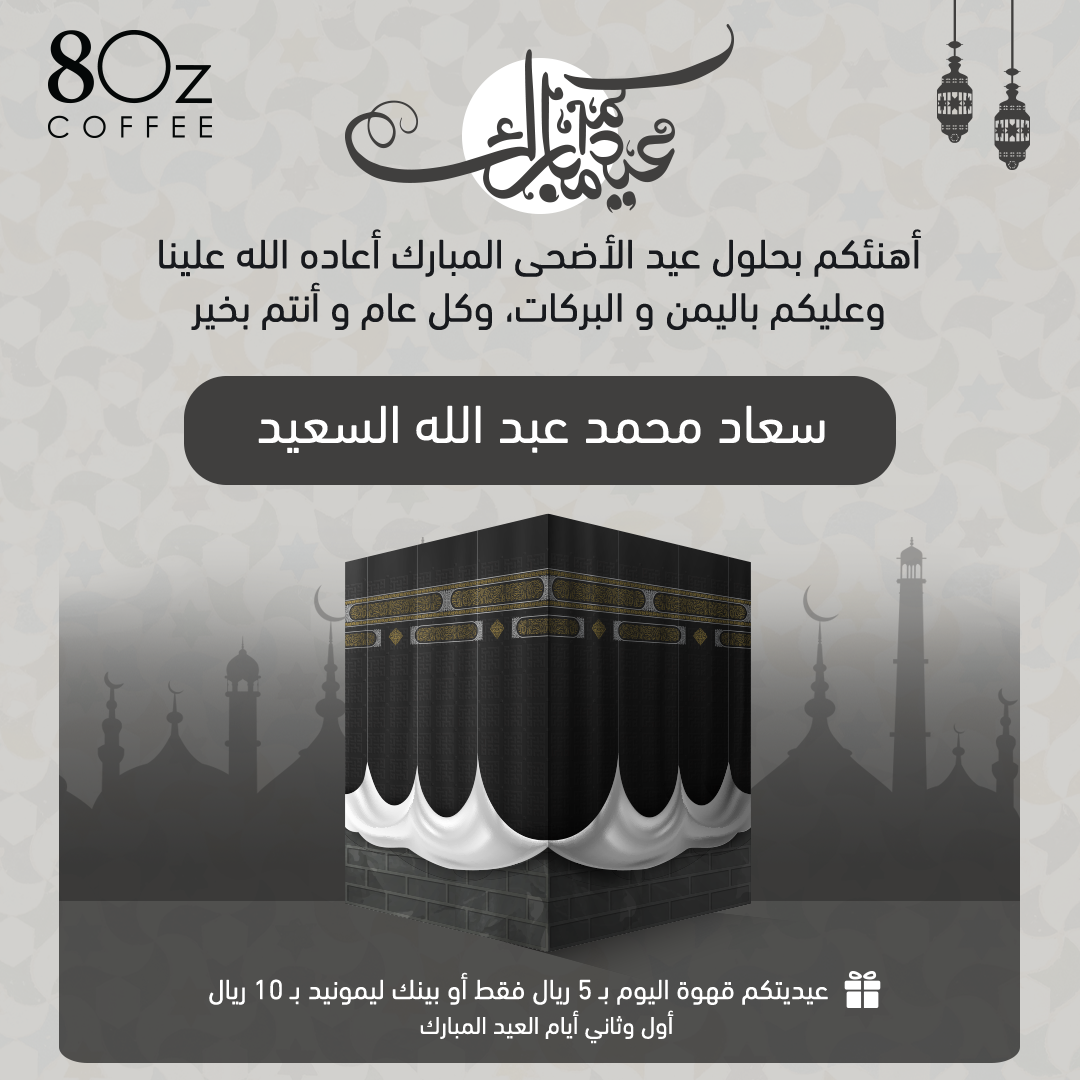 8Oz
COFFEE
عيدكم مبارك
أهنئكم بحلول عيد الأضحى المبارك أعاده الله علينا
وعليكم باليمن و البركات، وكل عام و أنتم بخير
سعاد محمد عبد الله السعيد
عيديتكم قهوة اليوم بـ 5 ريال فقط أو بينك ليمونيد بـ 10 ريال
أول وثاني أيام العيد المبارك